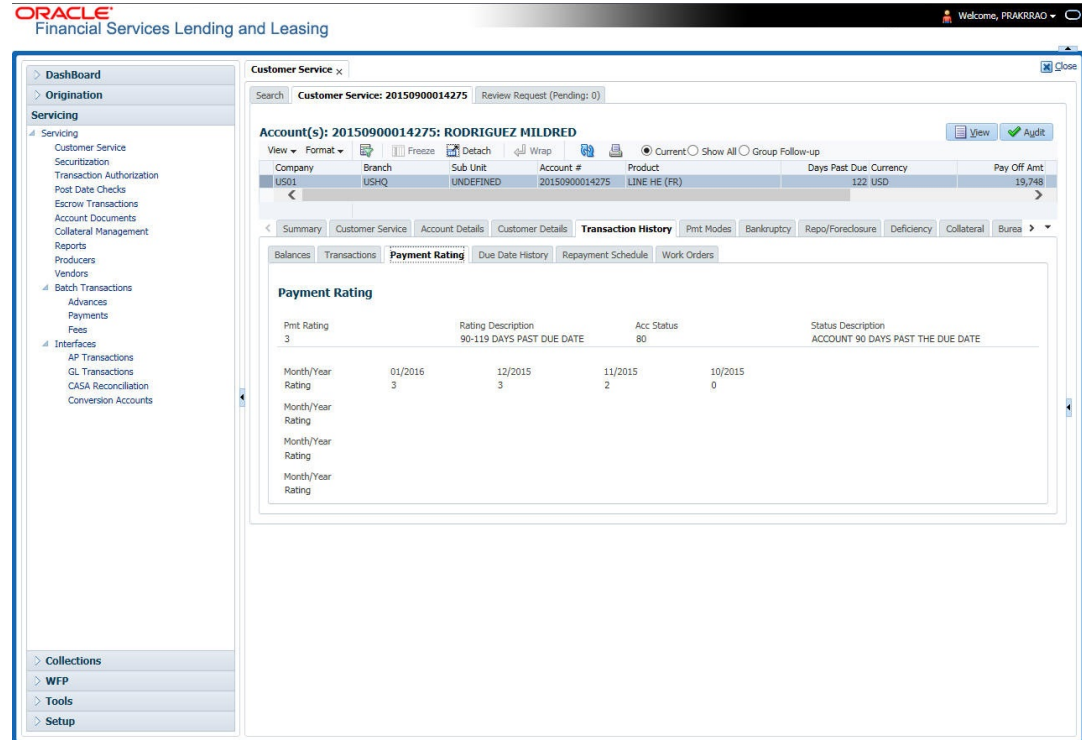 ORACLE
Financial Services Lending and Leasing
Welcome, PRAKRRAO
Close
DashBoard
Origination
Servicing
Servicing
Customer Service
Securitization
Transaction Authorization
Post Date Checks
Escrow Transactions
Account Documents
Collateral Management
Reports
Producers
Vendors
Batch Transactions
Advances
Payments
Fees
Interfaces
AP Transactions
GL Transactions
CASA Reconciliation
Conversion Accounts
Collections
WFP
Tools
Setup
Customer Service
Search Customer Service: 20150900014275 Review Request (Pending: 0)
Account(s): 20150900014275: RODRIGUEZ MILDRED View Audit
View Format Freeze Detach Wrap Current Show All Group Follow-up
Company Branch Sub Unit Account # Product Days Past Due Currency Pay Off Amt
US01 USHQ UNDEFINED 20150900014275 LINE HE (FR) 122 USD 19,748
Summary Customer Service Account Details Customer Details Transaction History Pmt Modes Bankruptcy Repo/Foreclosure Deficiency Collateral Burea
Balances Transactions Payment Rating Due Date History Repayment Schedule Work Orders
Payment Rating
Pmt Rating Rating Description Acc Status Status Description
3 90-119 DAYS PAST DUE DATE 80 ACCOUNT 90 DAYS PAST THE DUE DATE
Month/Year 01/2016 12/2015 11/2015 10/2015
Rating 3 3 2 0
Month/Year
Rating
Month/Year
Rating
Month/Year
Rating